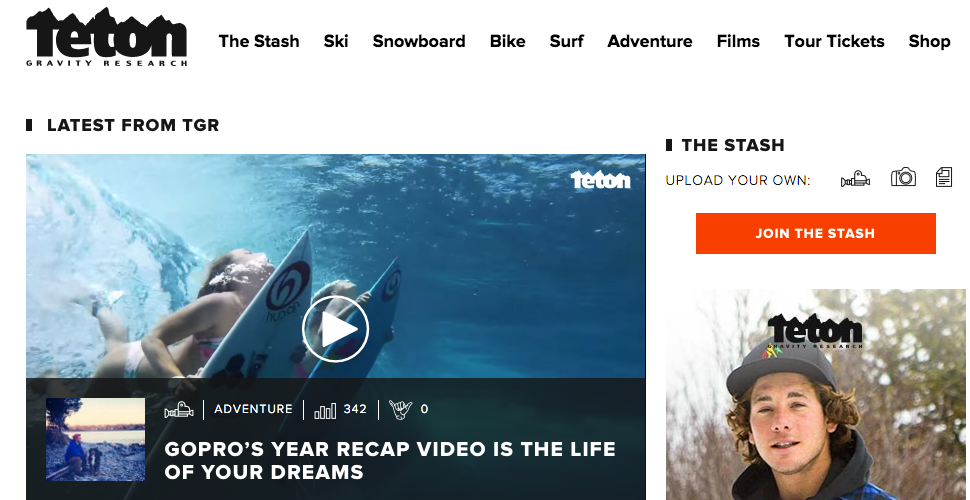 Teton
GRAVITY RESEARCH
The Stash Ski Snowboard Bike Surf Adventure Films Tour Tickets Shop
LATEST FROM TGR
Teton
ADVENTURE 342 0
GOPRO'S YEAR RECAP VIDEO IS THE LIFE
OF YOUR DREAMS
THE STASH
UPLOAD YOUR OWN:
JOIN THE STASH
Teton
GRAVITY RESEARCH